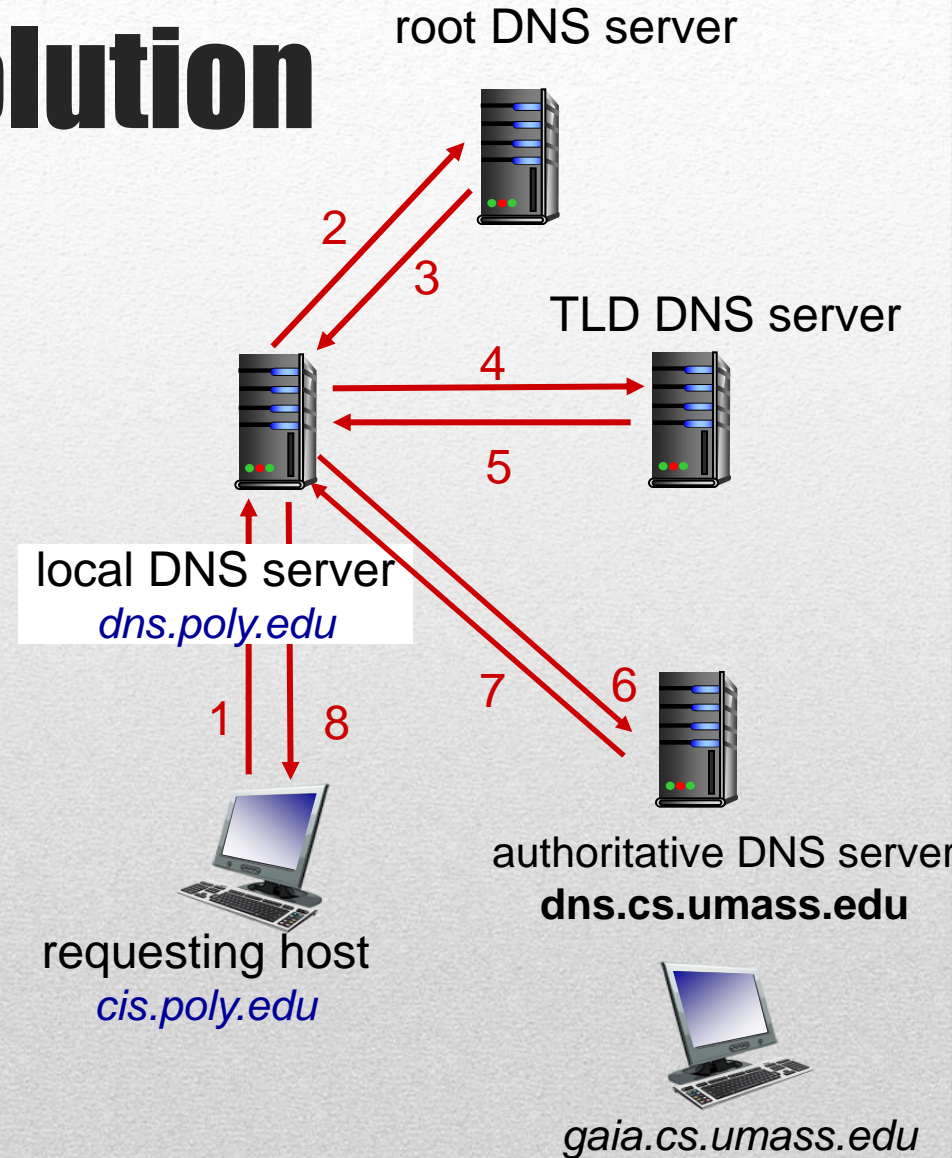 root DNS server
lution
2
3
TLD DNS server
4
5
local DNS server
dns.poly.edu
1
8
7
6
authoritative DNS server
dns.cs.umass.edu
requesting host
cis.poly.edu
gaia.cs.umass.edu